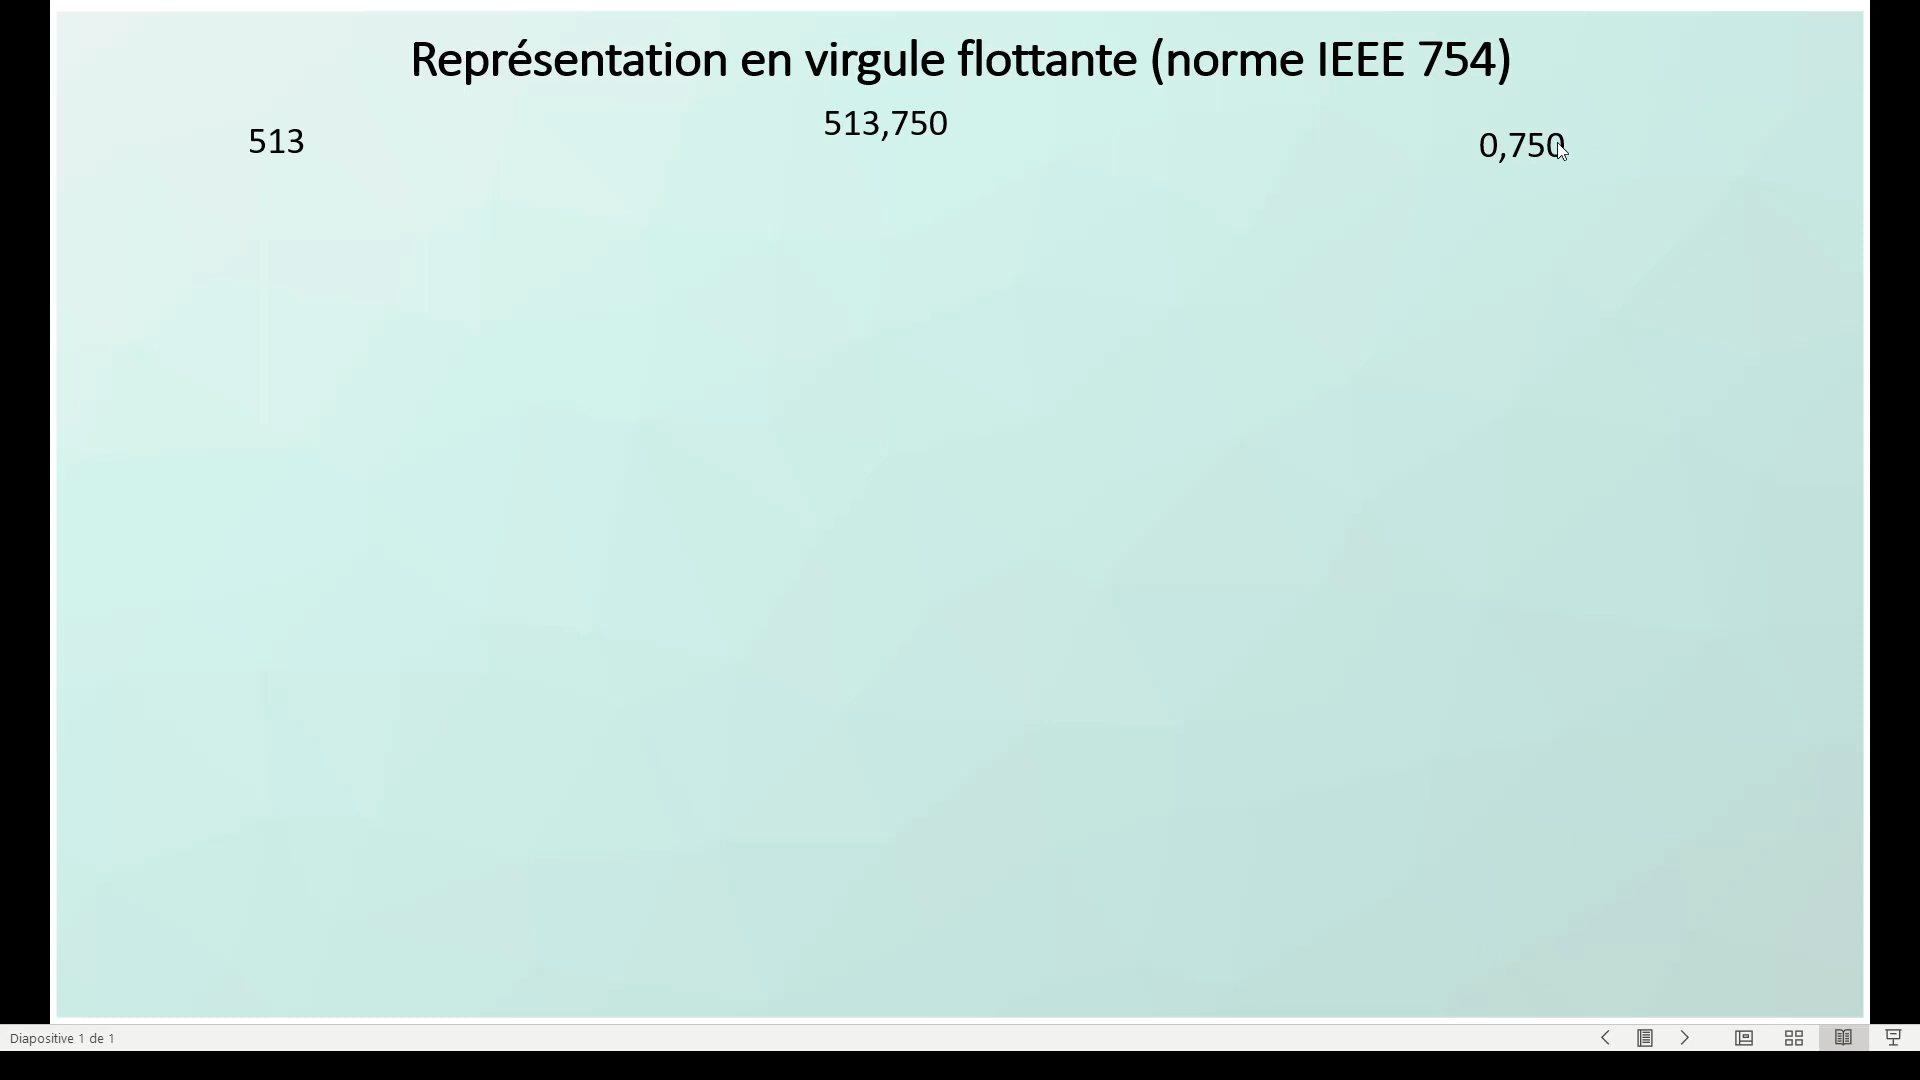 Représentation en virgule flottante (norme IEEE 754)
513,750
513
0,750
Diapositive 1 de 1